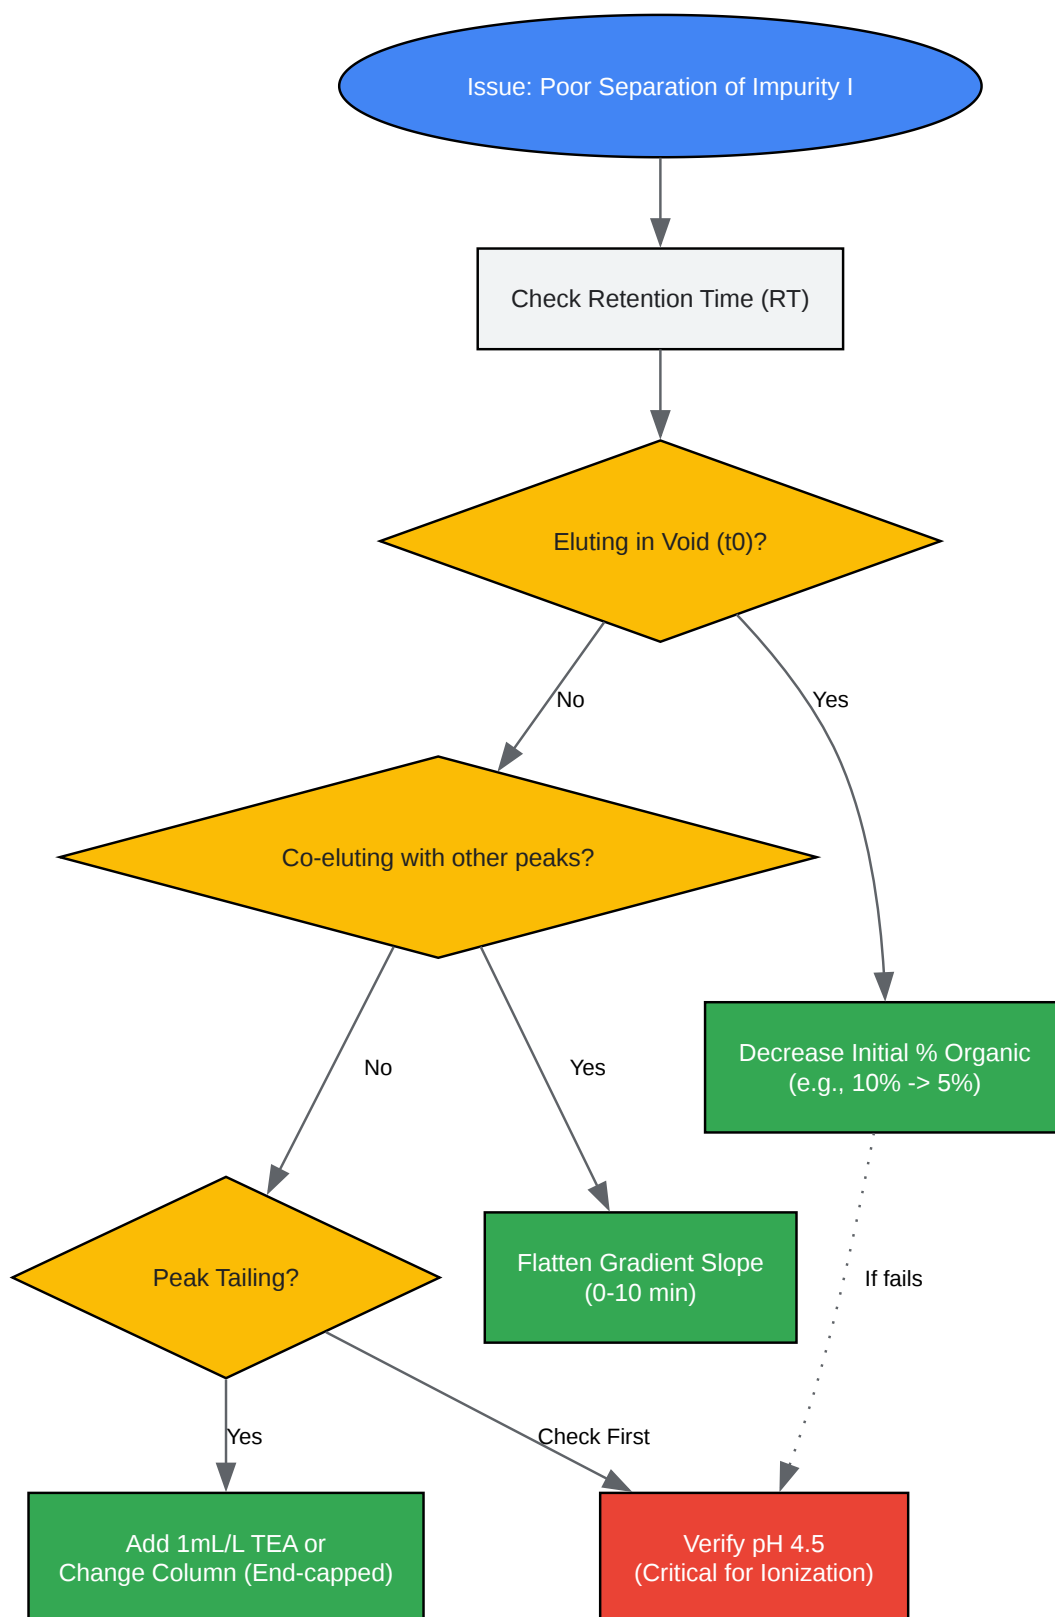 Issue: Poor Separation of Impurity I
Check Retention Time (RT)
Eluting in Void (t0)?
No
Yes
Co-eluting with other peaks?
Decrease Initial % Organic
(e.g., 10% -> 5%)
No
Yes
Peak Tailing?
Flatten Gradient Slope
(0-10 min)
If fails
Yes
Check First
Add 1mL/L TEA or
Change Column (End-capped)
Verify pH 4.5
(Critical for Ionization)